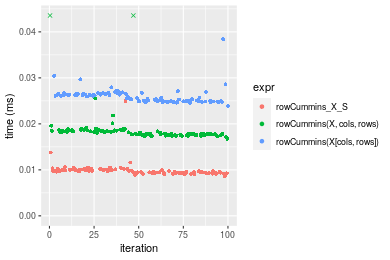 0.04
0.03
0.02
0.01
0.00
time (ms)
0
25
50
75
100
iteration
expr
rowCummins_X_S
rowCummins(X, cols, rows)
rowCummins(X[cols, rows])